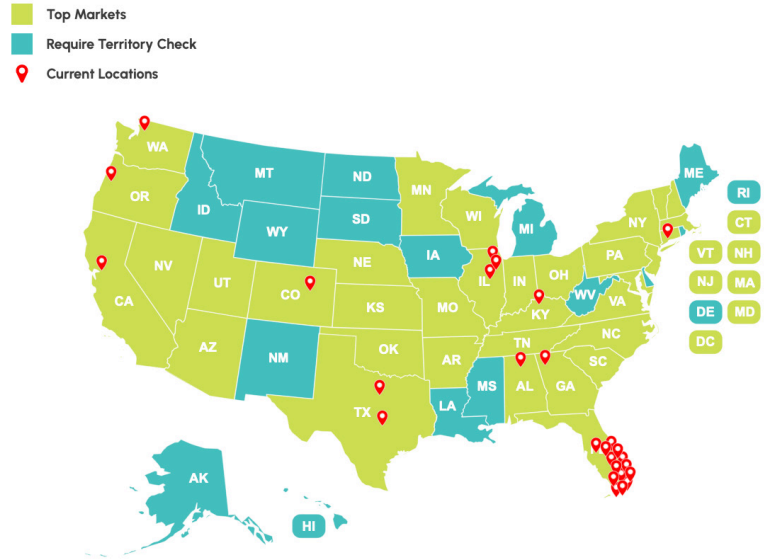 Top Markets
Require Territory Check
Current Locations
WA
MT
ND
MN
ME
OR
ID
WY
SD
WI
MI
NY
RI
CT
VT
NH
NV
UT
NE
IA
IL
IN
OH
PA
NJ
MA
CA
CO
KS
MO
KY
WV
VA
DE
MD
DC
AZ
NM
OK
AR
TN
NC
SC
TX
LA
MS
AL
GA
AK
HI